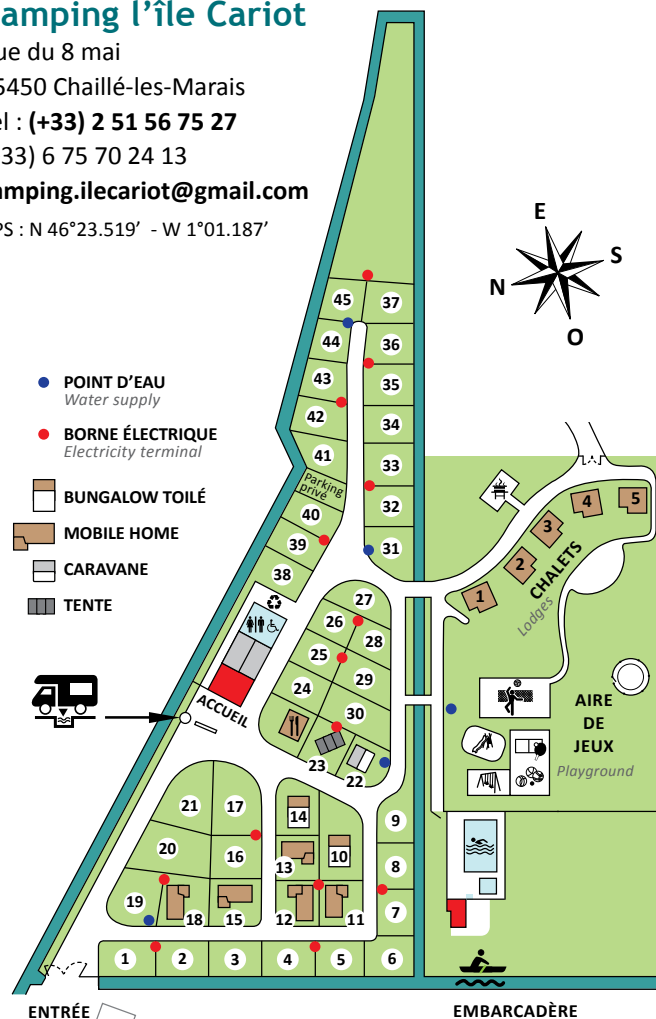 amping l'île Cariot
ue du 8 mai
5450 Chaillé-les-Marais
el : (+33) 2 51 56 75 27
33) 6 75 70 24 13
amping.ilecariot@gmail.com
PS : N 46°23.519' - W 1°01.187'
E
S
N
O
POINT D'EAU
Water supply
BORNE ÉLECTRIQUE
Electricity terminal
BUNGALOW TOILÉ
MOBILE HOME
CARAVANE
TENTE
45
37
44
36
43
35
42
34
41
33
Parking
privé
32
40
39
31
38
27
26
28
25
29
24
30
23
22
ACCUEIL
21
17
14
9
20
16
13
10
8
19
18
15
12
11
7
1
2
3
4
5
6
1
2
3
4
5
CHALETS
Lodges
AIRE
DE
JEUX
Playground
ENTRÉE
EMBARCADÈRE